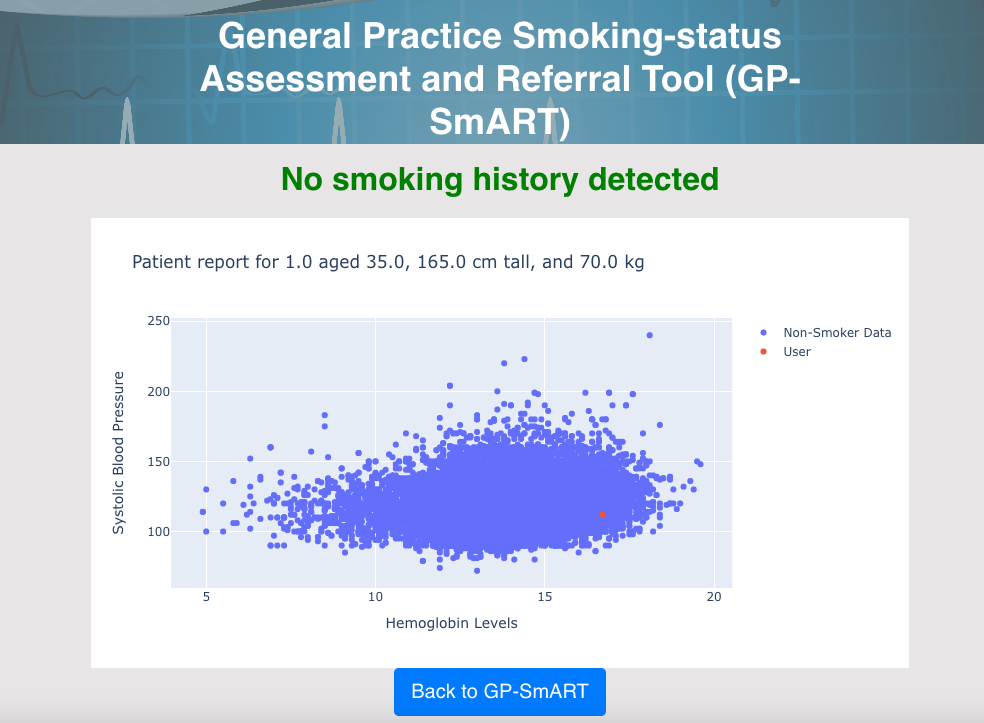 General Practice Smoking-status
Assessment and Referral Tool (GP-
SmART)
No smoking history detected
Patient report for 1.0 aged 35.0, 165.0 cm tall, and 70.0 kg
250
200
150
100
Systolic Blood Pressure
5
10
15
20
Hemoglobin Levels
Non-Smoker Data
User
Back to GP-SmART